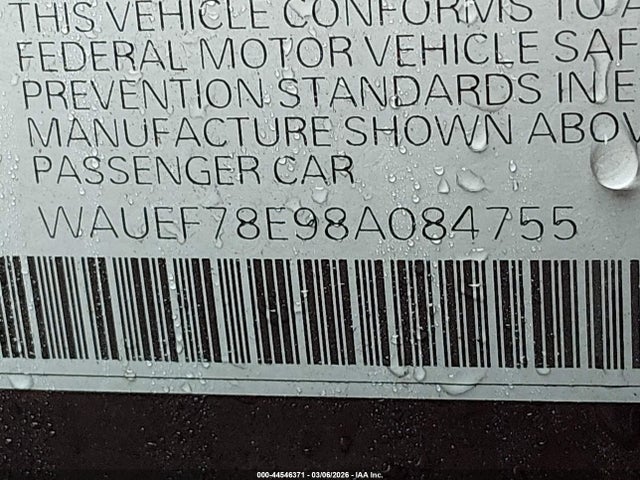 THIS VEHICLE CONFORMS TO A
FEDERAL MOTOR VEHICLE SAF
PREVENTION STANDARDS IN E
MANUFACTURE SHOWN ABOV
PASSENGER CAR
WAUEF78E98A084755
000-44546371 - 03/06/2026 - IAA Inc.